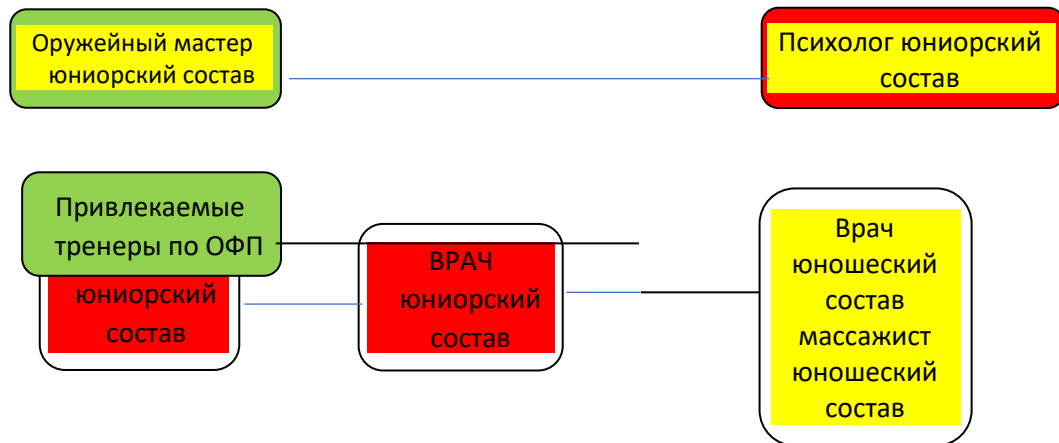 Оружейный мастер
юниорский состав
Психолог юниорский
состав
Привлекаемые
тренеры по ОФП
юниорский
состав
ВРАЧ
юниорский
состав
Врач
юношеский
состав
массажист
юношеский
состав